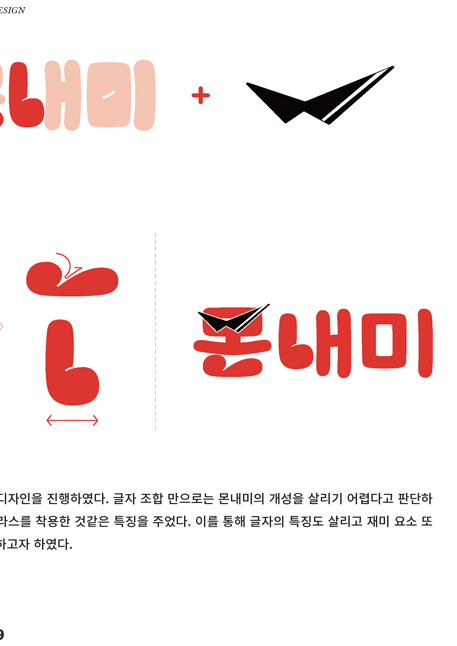 ESIGN
내미
+
몬내미
디자인을 진행하였다. 글자 조합 만으로는 몬내미의 개성을 살리기 어렵다고 판단하
라스를 착용한 것같은 특징을 주었다. 이를 통해 글자의 특징도 살리고 재미 요소 또
하고자 하였다.
9